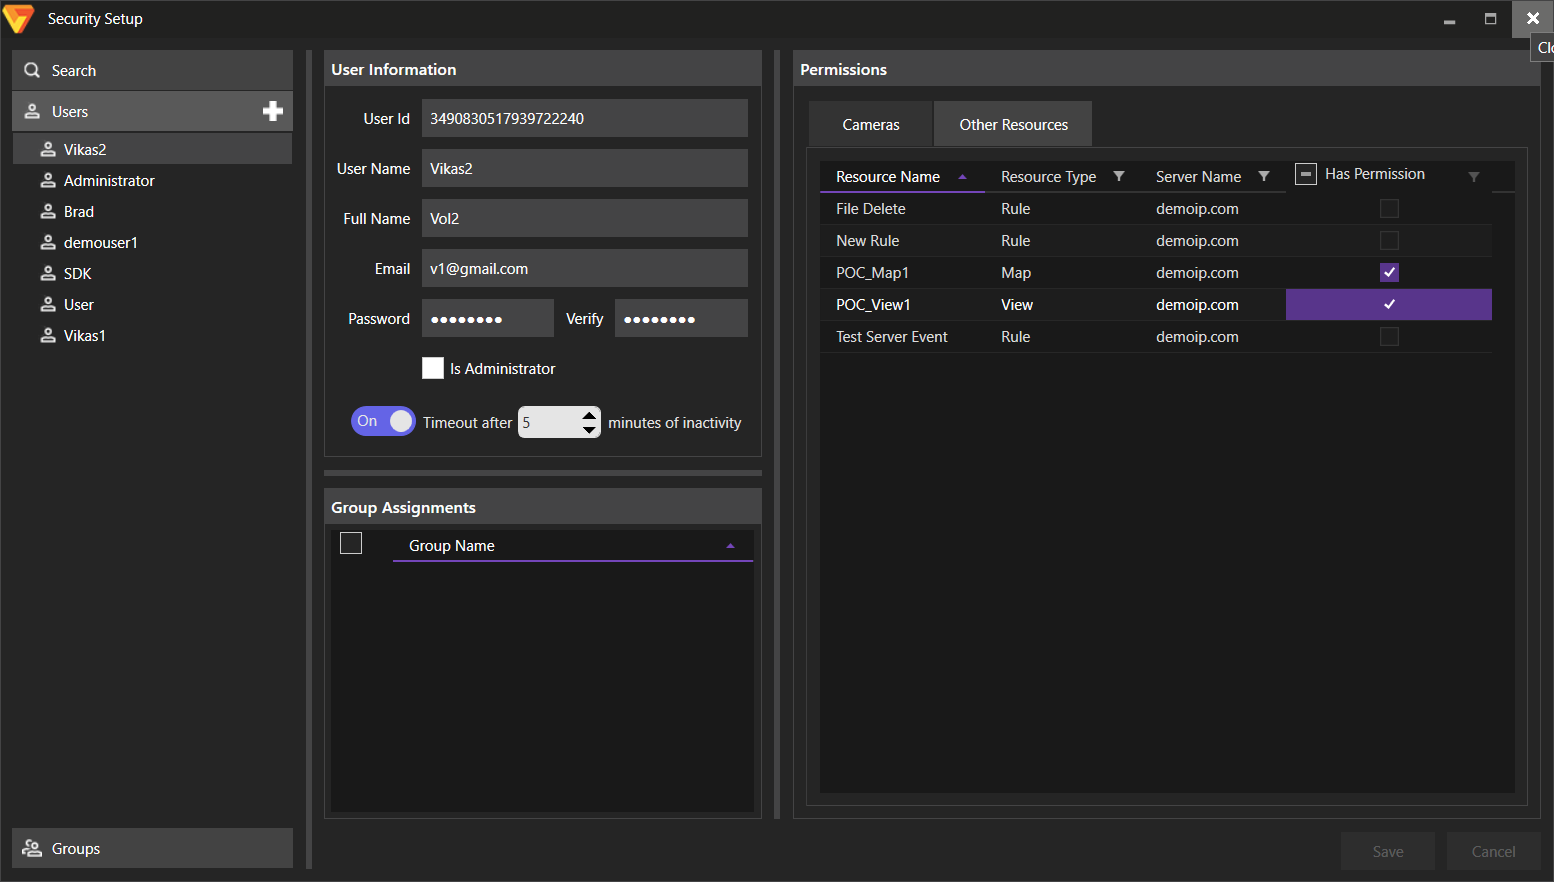 Security Setup
Clo
Search
Users
Vikas2
Administrator
Brad
demouser1
SDK
User
Vikas1
Groups
User Information
User Id 3490830517939722240
User Name Vikas2
Full Name Vol2
Email v1@gmail.com
Password ●●●●●●●● Verify ●●●●●●●●
Is Administrator
On Timeout after 5 minutes of inactivity
Group Assignments
Group Name
Permissions
Cameras Other Resources
Resource Name Resource Type Server Name Has Permission
File Delete Rule demoip.com
New Rule Rule demoip.com
POC_Map1 Map demoip.com
POC_View1 View demoip.com
Test Server Event Rule demoip.com
Save Cancel